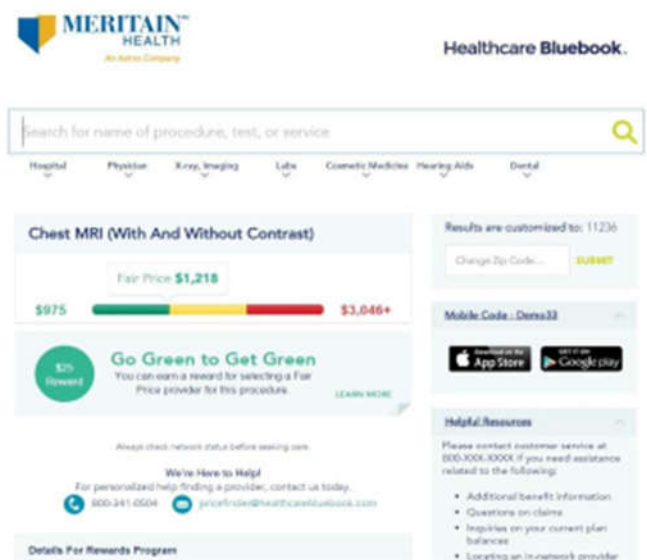 MERITAIN™
HEALTH
An Aetna Company
Healthcare Bluebook.
Search for name of procedure, test, or service
Hospital Physician X-ray, Imaging Labs Cosmetic Medicine Hearing Aids Dental
Chest MRI (With And Without Contrast)
Fair Price $1,218
$975 $3,046+
$25
Reward
Go Green to Get Green
You can earn a reward for selecting a Fair
Price provider for this procedure.
LEARN MORE
Always check network status before seeking care.
We're Here to Help!
For personalized help finding a provider, contact us today.
800-341-0504 pricefinder@healthcarebluebook.com
Details For Rewards Program
Results are customized to: 11236
Change Zip Code... SUBMIT
Mobile Code : Demo33
Download on the
App Store
GET IT ON
Google play
Helpful Resources
Please contact customer service at
800-XXX-XXXX if you need assistance
related to the following:
• Additional benefit information
• Questions on claims
• Inquiries on your current plan
balances
• Locating an in-network provider